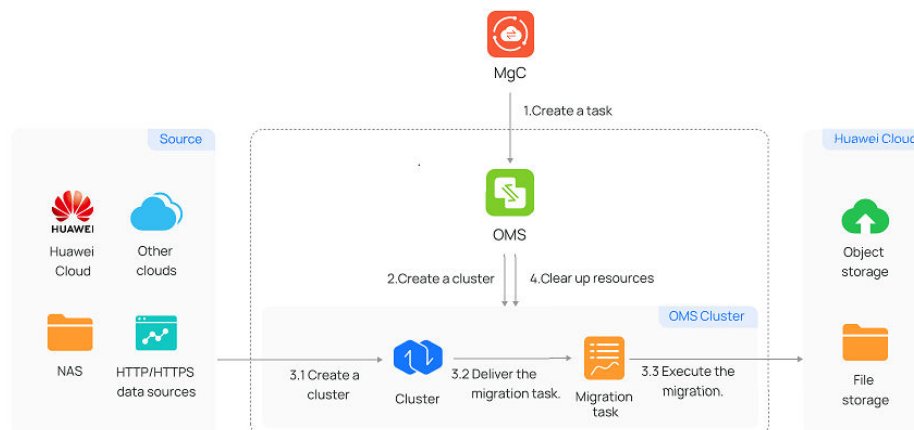 MgC
1.Create a task
Source
Huawei Cloud
HUAWEI
Huawei
Cloud
Other
clouds
OMS
Object
storage
2.Create a cluster
4.Clear up resources
OMS Cluster
NAS
HTTP/HTTPS
data sources
3.1 Create a
cluster
Cluster
3.2 Deliver the
migration task.
Migration
task
3.3 Execute the
migration.
File
storage